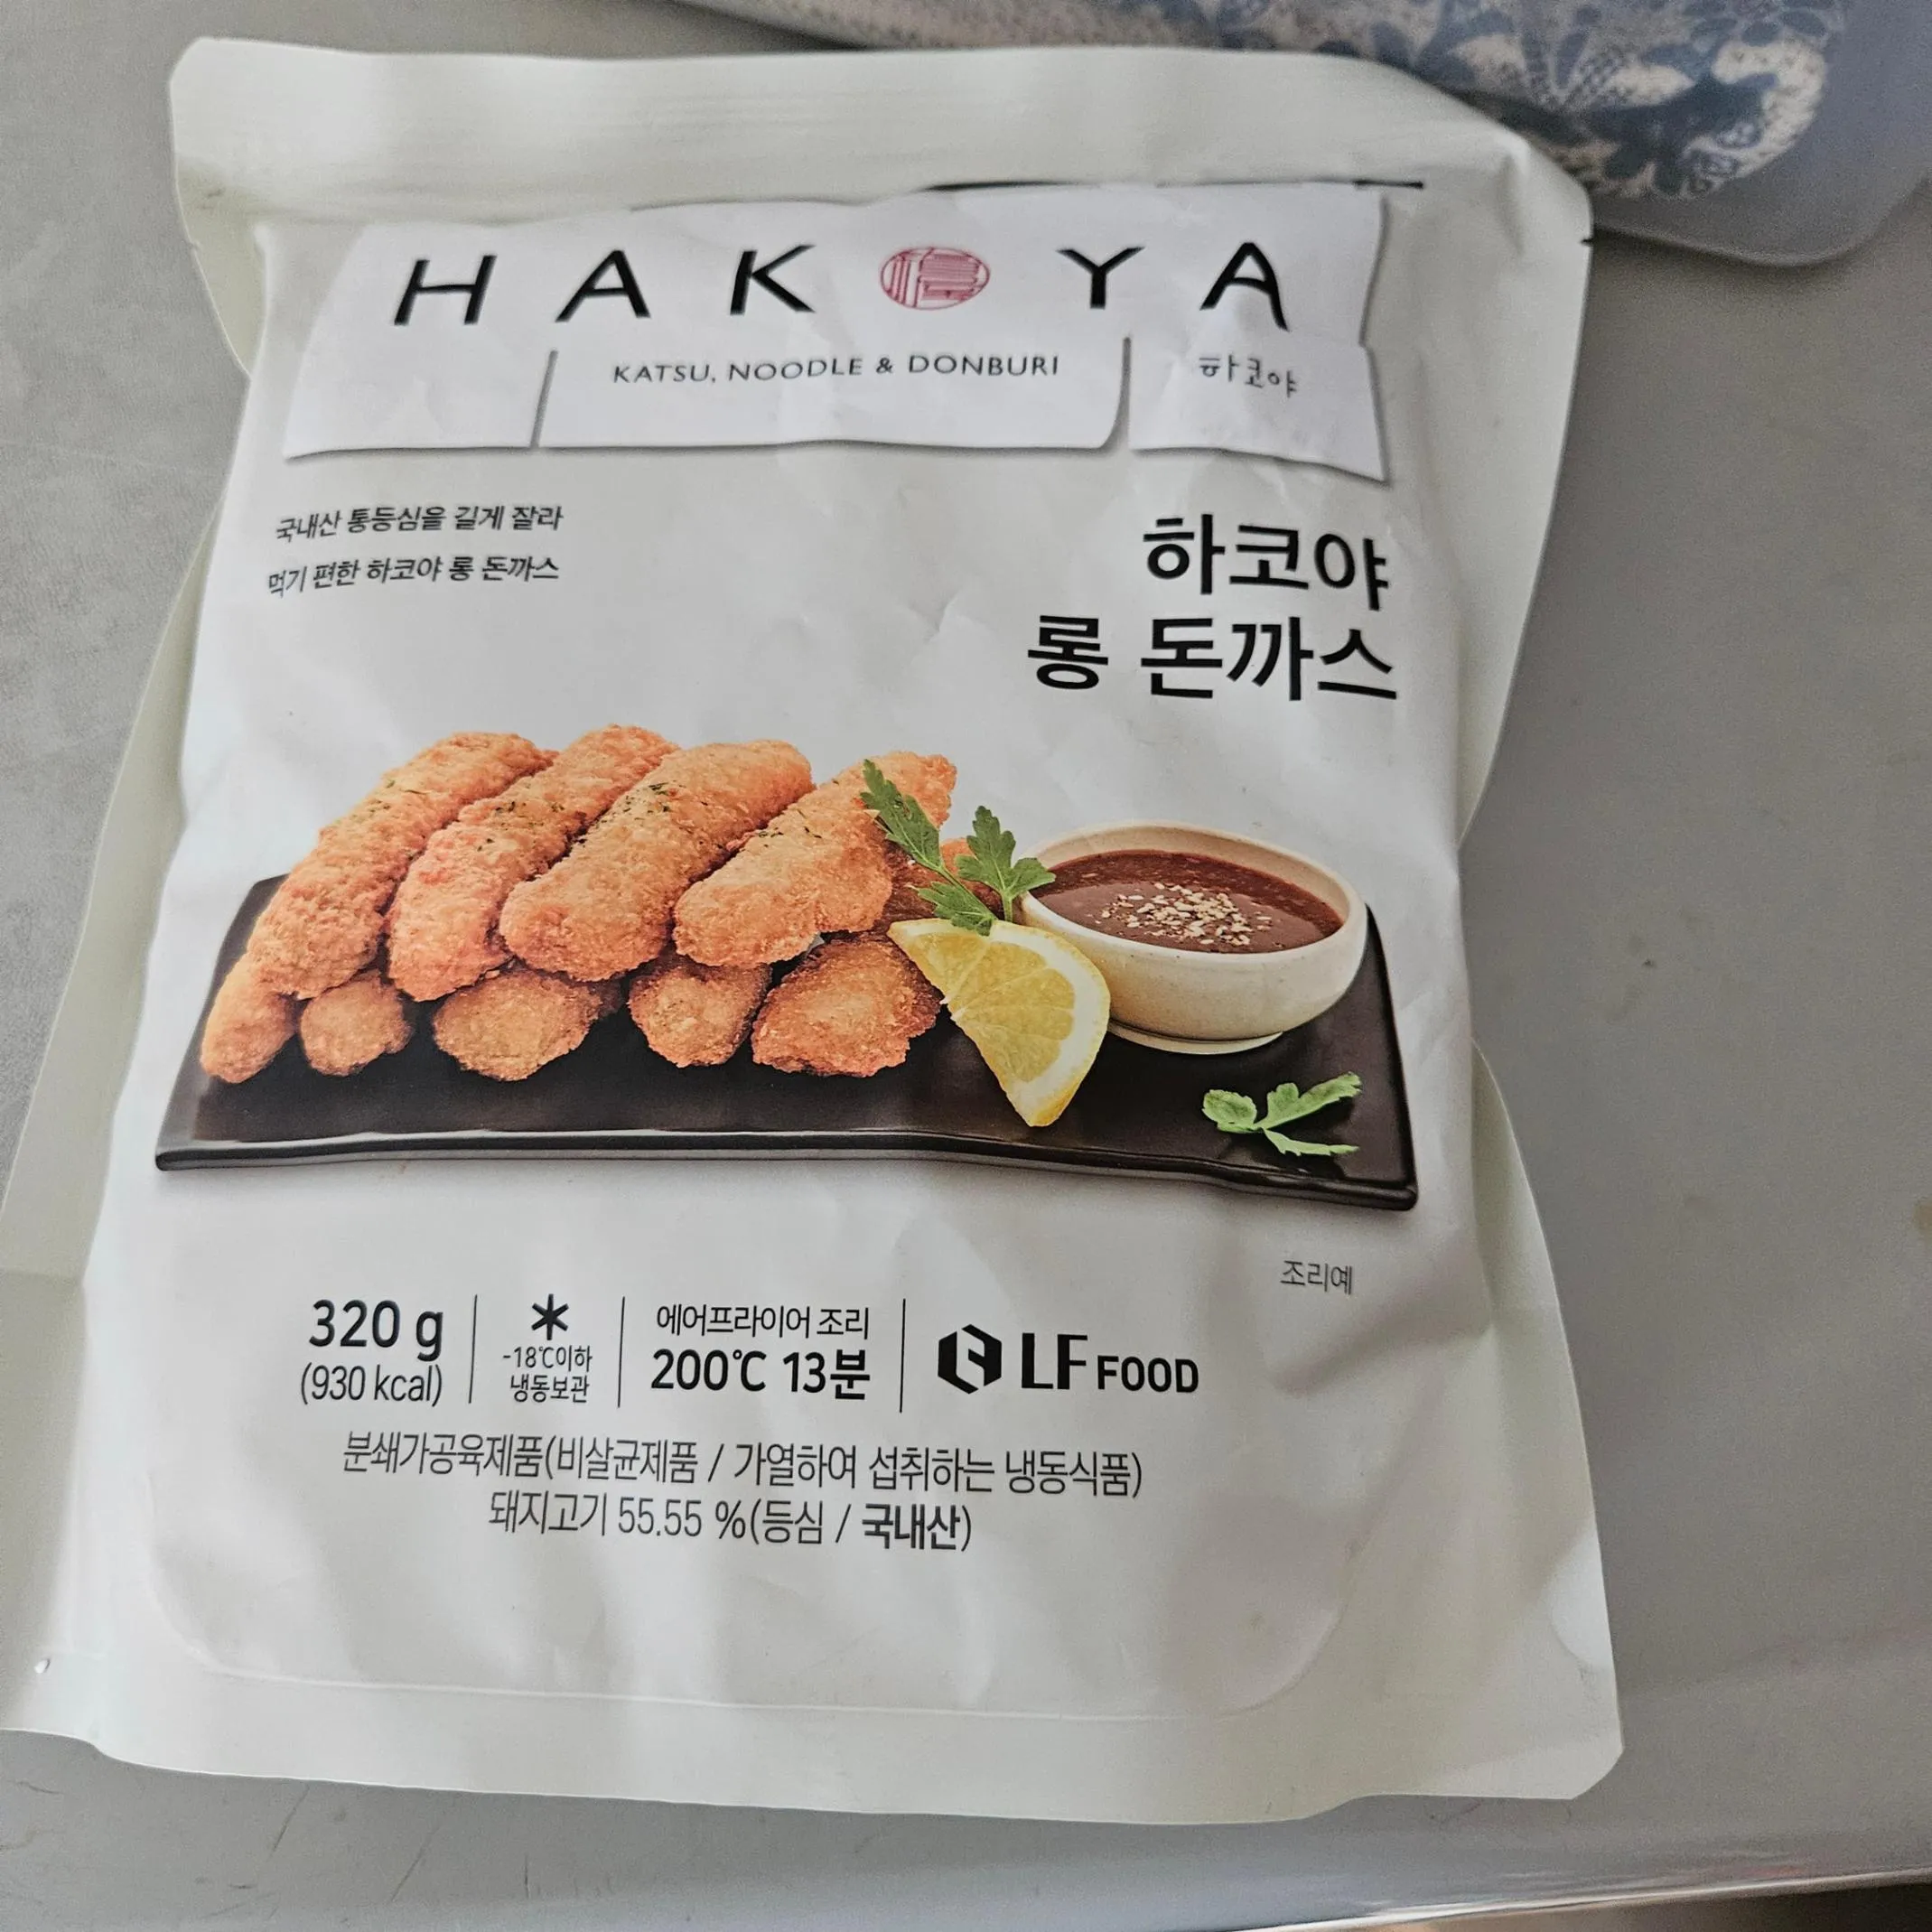 HAKOYA
KATSU, NOODLE & DONBURI
하코야
국내산 통등심을 길게 잘라
먹기 편한 하코야 롱 돈까스
하코야
롱 돈까스
조리예
320 g
(930 kcal)
-18℃이하
냉동보관
에어프라이어 조리
200℃ 13분
LF FOOD
분쇄가공육제품(비살균제품 / 가열하여 섭취하는 냉동식품)
돼지고기 55.55 %(등심 / 국내산)